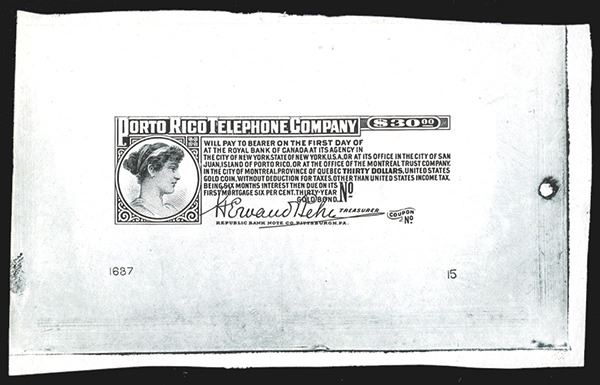 PORTO RICO TELEPHONE COMPANY $30.00
WILL PAY TO BEARER ON THE FIRST DAY OF
AT THE ROYAL BANK OF CANADA AT ITS AGENCY IN
THE CITY OF NEW YORK, STATE OF NEW YORK, U.S.A. OR AT ITS OFFICE IN THE CITY OF SAN
JUAN, ISLAND OF PORTO RICO, OR AT THE OFFICE OF THE MONTREAL TRUST COMPANY
IN THE CITY OF MONTREAL, PROVINCE OF QUEBEC THIRTY DOLLARS, UNITED STATES
GOLD COIN, WITHOUT DEDUCTION FOR TAXES, OTHER THAN UNITED STATES INCOME TAX,
BEING SIX MONTHS INTEREST THEN DUE ON ITS
FIRST MORTGAGE SIX PER CENT. THIRTY YEAR
GOLD BOND, No
TREASURER COUPON No
REPUBLIC BANK NOTE CO. PITTSBURGH, PA.
1637 15